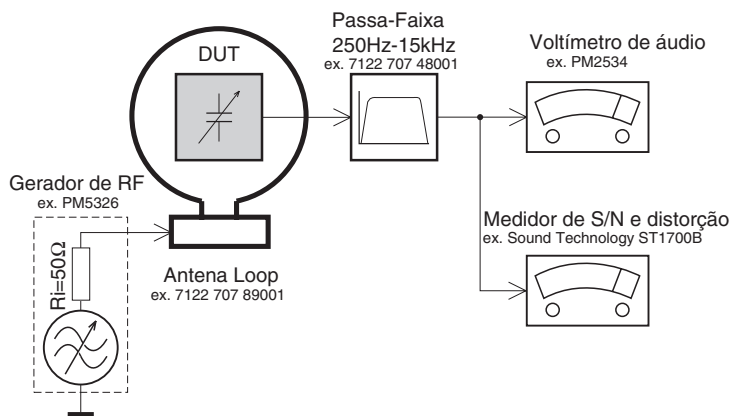 Passa-Faixa
250Hz-15kHz
ex. 7122 707 48001
DUT
Voltímetro de áudio
ex. PM2534
Gerador de RF
ex. PM5326
Ri=50Ω
Antena Loop
ex. 7122 707 89001
Medidor de S/N e distorção
ex. Sound Technology ST1700B